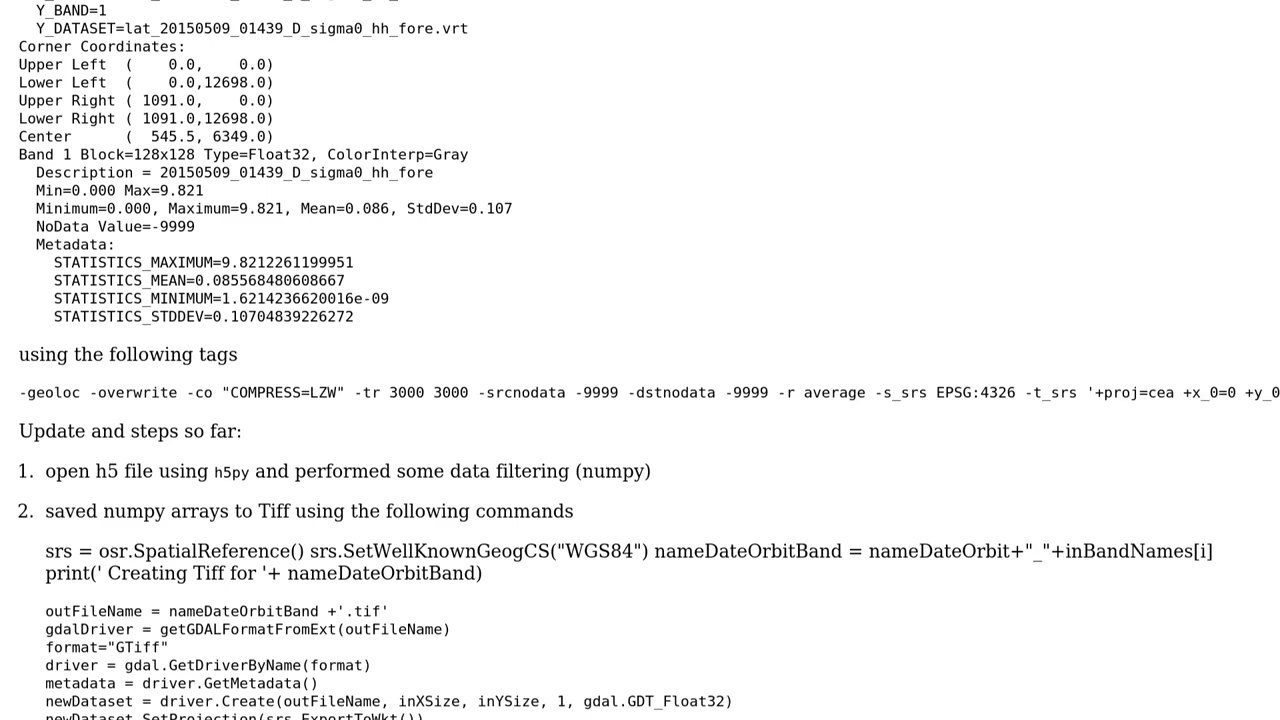 Y_BAND=1
Y_DATASET=lat_20150509_01439_D_sigma0_hh_fore.vrt
Corner Coordinates:
Upper Left  (    0.0,    0.0)
Lower Left  (    0.0,12698.0)
Upper Right ( 1091.0,    0.0)
Lower Right ( 1091.0,12698.0)
Center      (  545.5, 6349.0)
Band 1 Block=128x128 Type=Float32, ColorInterp=Gray
Description = 20150509_01439_D_sigma0_hh_fore
Min=0.000 Max=9.821
Minimum=0.000, Maximum=9.821, Mean=0.086, StdDev=0.107
NoData Value=-9999
Metadata:
STATISTICS_MAXIMUM=9.8212261199951
STATISTICS_MEAN=0.085568480608667
STATISTICS_MINIMUM=1.6214236620016e-09
STATISTICS_STDDEV=0.10704839226272
using the following tags
-geoloc -overwrite -co "COMPRESS=LZW" -tr 3000 3000 -srcnodata -9999 -dstnodata -9999 -r average -s_srs EPSG:4326 -t_srs '+proj=cea +x_0=0 +y_0
Update and steps so far:
1. open h5 file using h5py and performed some data filtering (numpy)
2. saved numpy arrays to Tiff using the following commands
srs = osr.SpatialReference() srs.SetWellKnownGeogCS("WGS84") nameDateOrbitBand = nameDateOrbit+"_"+inBandNames[i]
print(' Creating Tiff for '+ nameDateOrbitBand)
outFileName = nameDateOrbitBand +'.tif'
gdalDriver = getGDALFormatFromExt(outFileName)
format="GTiff"
driver = gdal.GetDriverByName(format)
metadata = driver.GetMetadata()
newDataset = driver.Create(outFileName, inXSize, inYSize, 1, gdal.GDT_Float32)
newDataset.SetProjection(srs.ExportToWkt())